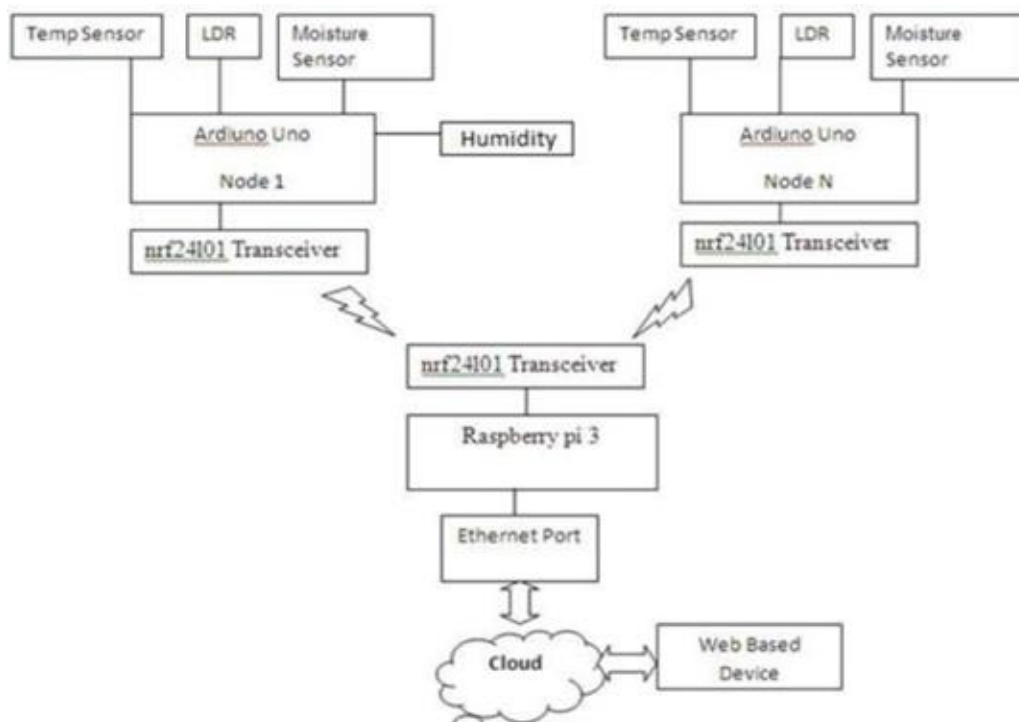 Temp Sensor
LDR
Moisture
Sensor
Temp Sensor
LDR
Moisture
Sensor
Ardiuno Uno
Node 1
Humidity
Ardiuno Uno
Node N
nrf24l01 Transceiver
nrf24l01 Transceiver
nrf24l01 Transceiver
Raspberry pi 3
Ethernet Port
Cloud
Web Based
Device